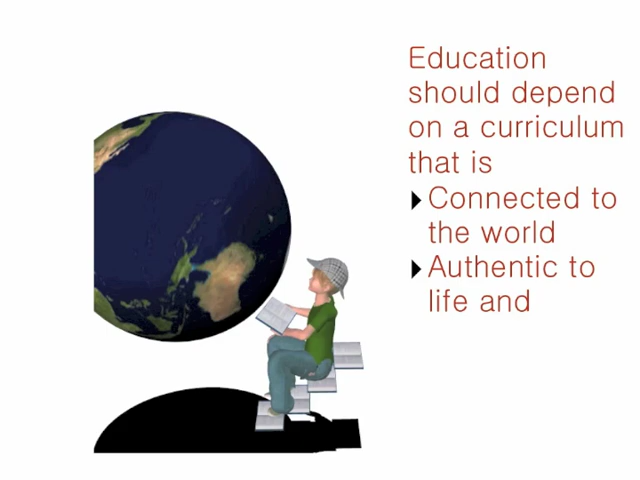 Education
should depend
on a curriculum
that is
Connected to
the world
Authentic to
life and